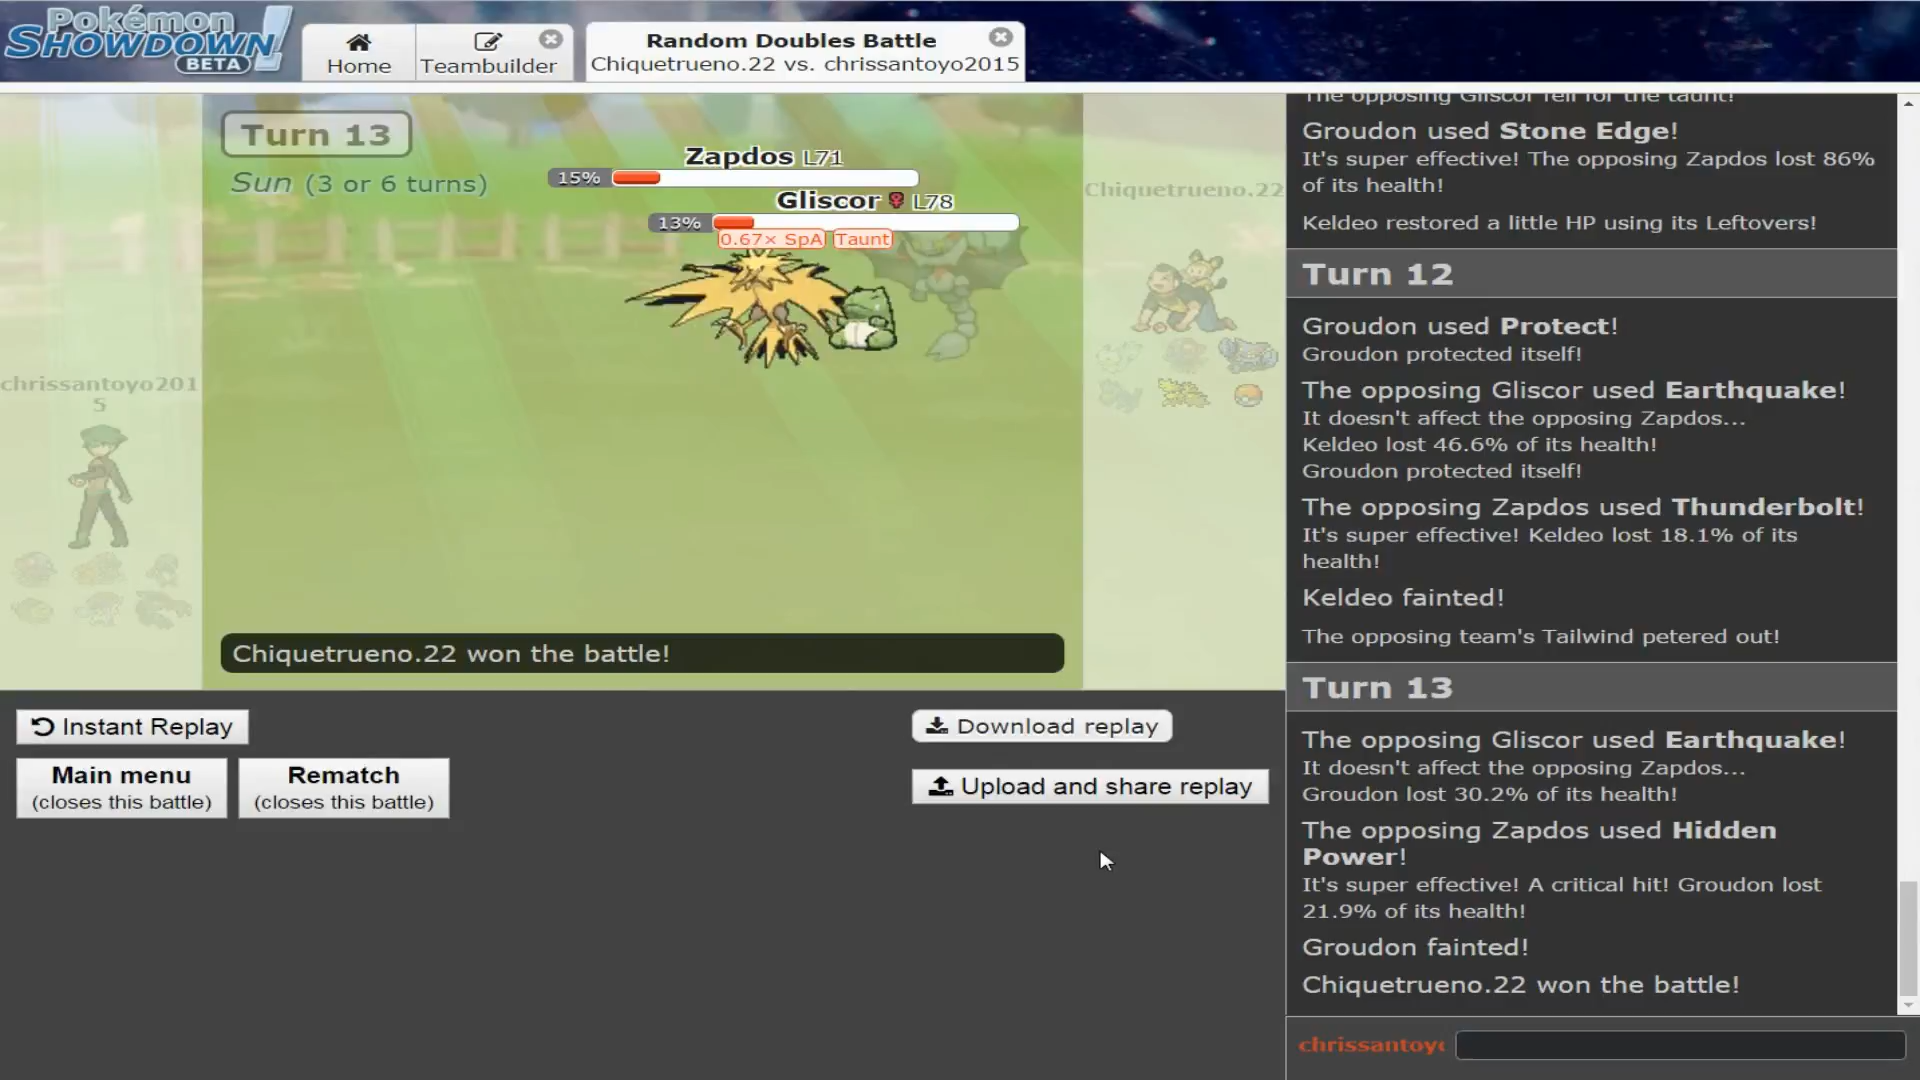 Pokémon
SHOWDOWN!
BETA
Home
Teambuilder
Random Doubles Battle
Chiquetrueno.22 vs. chrissantoyo2015
Turn 13
Sun (3 or 6 turns)
Zapdos L71
15%
Gliscor L78
13%
0.67× SpA Taunt
chrissantoyo201
5
Chiquetrueno.22
Chiquetrueno.22 won the battle!
Instant Replay
Main menu
(closes this battle)
Rematch
(closes this battle)
Download replay
Upload and share replay
The opposing Gliscor fell for the taunt!
Groudon used Stone Edge!
It's super effective! The opposing Zapdos lost 86%
of its health!
Keldeo restored a little HP using its Leftovers!
Turn 12
Groudon used Protect!
Groudon protected itself!
The opposing Gliscor used Earthquake!
It doesn't affect the opposing Zapdos...
Keldeo lost 46.6% of its health!
Groudon protected itself!
The opposing Zapdos used Thunderbolt!
It's super effective! Keldeo lost 18.1% of its
health!
Keldeo fainted!
The opposing team's Tailwind petered out!
Turn 13
The opposing Gliscor used Earthquake!
It doesn't affect the opposing Zapdos...
Groudon lost 30.2% of its health!
The opposing Zapdos used Hidden
Power!
It's super effective! A critical hit! Groudon lost
21.9% of its health!
Groudon fainted!
Chiquetrueno.22 won the battle!
chrissantoyo